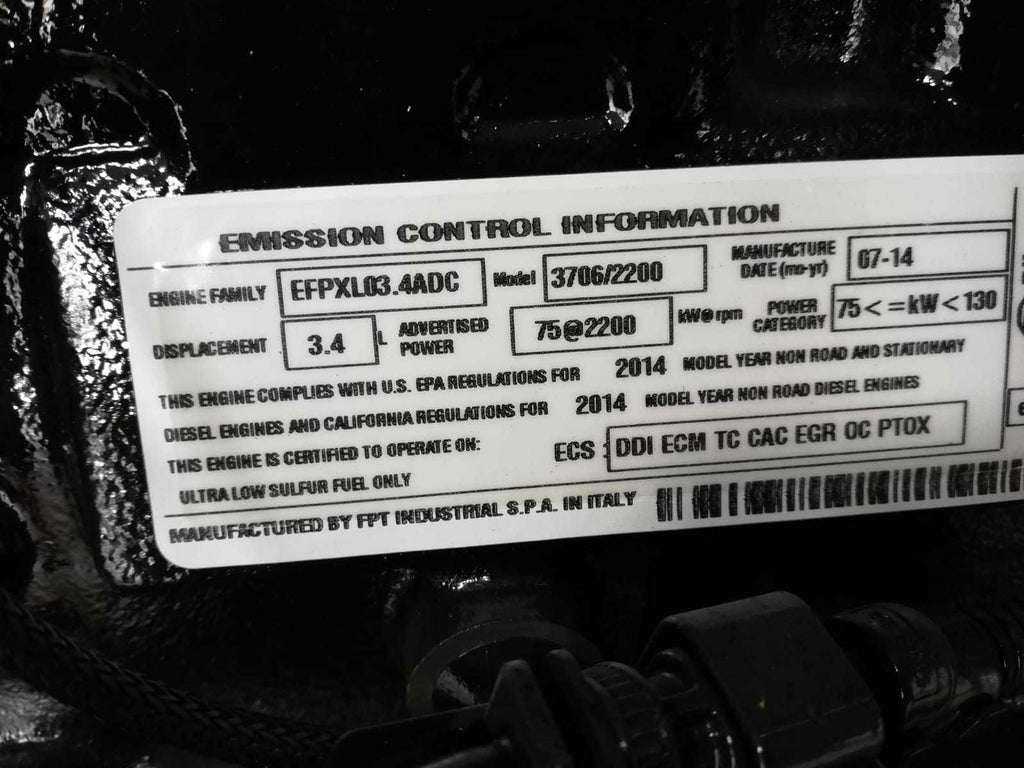 EMISSION CONTROL INFORMATION
ENGINE FAMILY EFPXL03.4ADC Model 3706/2200 MANUFACTURE DATE (mo-yr) 07-14
DISPLACEMENT 3.4 L ADVERTISED POWER 75@2200 kW@rpm POWER CATEGORY 75<=kW<130
THIS ENGINE COMPLIES WITH U.S. EPA REGULATIONS FOR 2014 MODEL YEAR NON ROAD AND STATIONARY
DIESEL ENGINES AND CALIFORNIA REGULATIONS FOR 2014 MODEL YEAR NON ROAD DIESEL ENGINES
THIS ENGINE IS CERTIFIED TO OPERATE ON: ECS : DDI ECM TC CAC EGR OC PTOX
ULTRA LOW SULFUR FUEL ONLY
MANUFACTURED BY FPT INDUSTRIAL S.P.A. IN ITALY